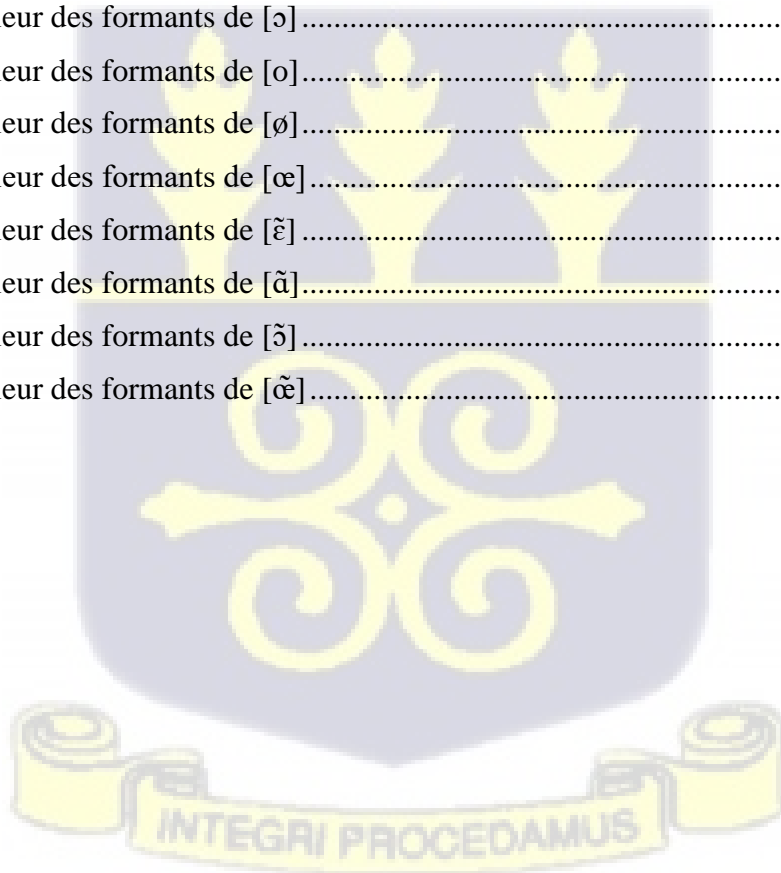 eur des formants de [ɔ]................................................................
eur des formants de [o]................................................................
eur des formants de [ø]................................................................
eur des formants de [œ]................................................................
eur des formants de [ɛ̃]................................................................
eur des formants de [ɑ̃]................................................................
eur des formants de [ɔ̃]................................................................
eur des formants de [œ̃]................................................................
INTEGRI PROCEDAMUS